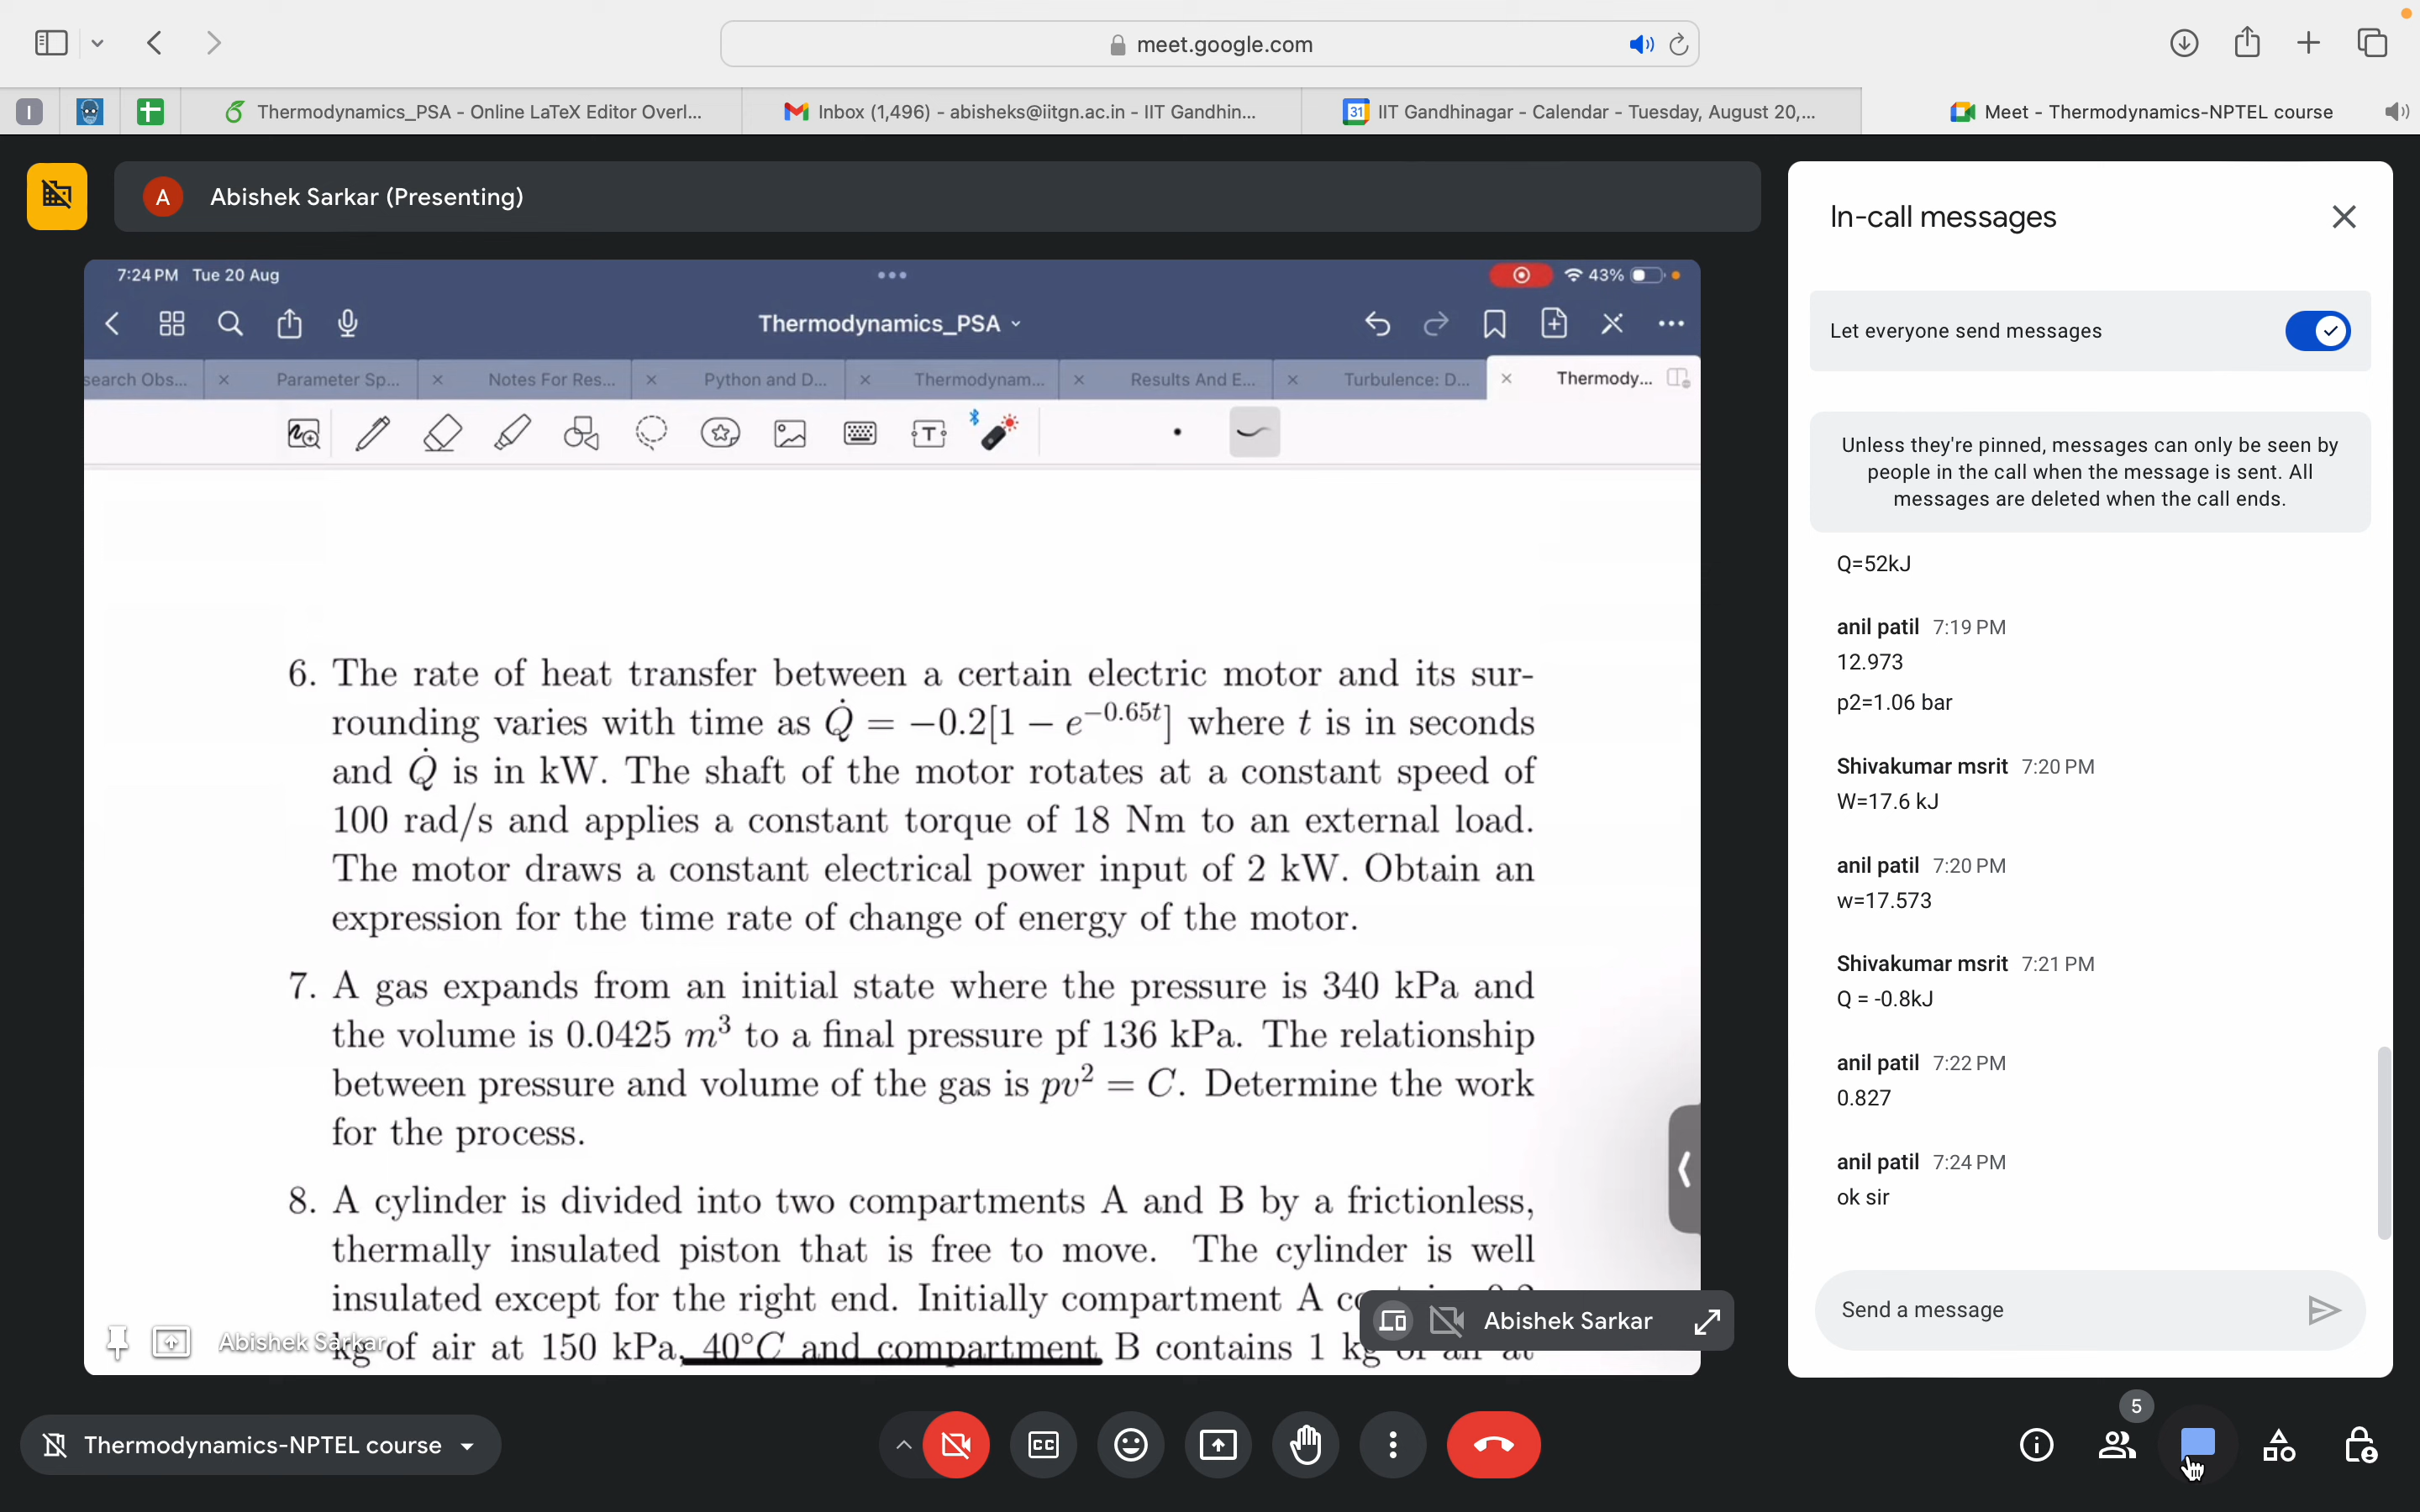 meet.google.com
Thermodynamics_PSA - Online LaTeX Editor Overl...
Inbox (1,496) - abisheks@iitgn.ac.in - IIT Gandhin...
31 IIT Gandhinagar - Calendar - Tuesday, August 20,...
Meet - Thermodynamics-NPTEL course
A Abishek Sarkar (Presenting)
7:24 PM Tue 20 Aug
43%
Thermodynamics_PSA
search Obs...
Parameter Sp...
Notes For Res...
Python and D...
Thermodynam...
Results And E...
Turbulence: D...
Thermody...
6. The rate of heat transfer between a certain electric motor and its sur-
rounding varies with time as Q̇ = −0.2[1 − e^{−0.65t}] where t is in seconds
and Q̇ is in kW. The shaft of the motor rotates at a constant speed of
100 rad/s and applies a constant torque of 18 Nm to an external load.
The motor draws a constant electrical power input of 2 kW. Obtain an
expression for the time rate of change of energy of the motor.
7. A gas expands from an initial state where the pressure is 340 kPa and
the volume is 0.0425 m³ to a final pressure pf 136 kPa. The relationship
between pressure and volume of the gas is pv² = C. Determine the work
for the process.
8. A cylinder is divided into two compartments A and B by a frictionless,
thermally insulated piston that is free to move. The cylinder is well
insulated except for the right end. Initially compartment A
kg of air at 150 kPa, 40°C and compartment B contains 1 kg of air at
Abishek Sarkar
Abishek Sarkar
Thermodynamics-NPTEL course
CC
In-call messages
Let everyone send messages
Unless they're pinned, messages can only be seen by
people in the call when the message is sent. All
messages are deleted when the call ends.
Q=52kJ
anil patil 7:19 PM
12.973
p2=1.06 bar
Shivakumar msrit 7:20 PM
W=17.6 kJ
anil patil 7:20 PM
w=17.573
Shivakumar msrit 7:21 PM
Q = -0.8kJ
anil patil 7:22 PM
0.827
anil patil 7:24 PM
ok sir
Send a message
5